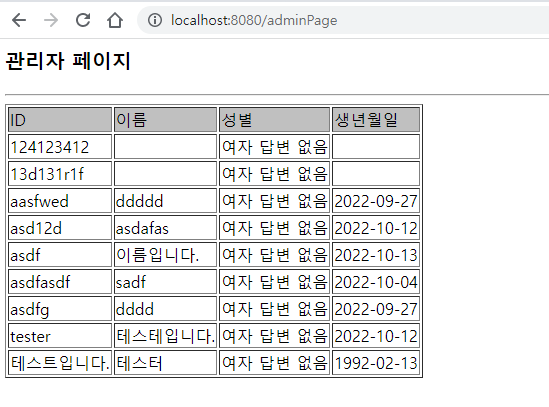 localhost:8080/adminPage
관리자 페이지
ID 이름 성별 생년월일
124123412 여자 답변 없음
13d131r1f 여자 답변 없음
aasfwed ddddd 여자 답변 없음 2022-09-27
asd12d asdafas 여자 답변 없음 2022-10-12
asdf 이름입니다. 여자 답변 없음 2022-10-13
asdfasdf sadf 여자 답변 없음 2022-10-04
asdfg dddd 여자 답변 없음 2022-09-27
tester 테스테입니다. 여자 답변 없음 2022-10-12
테스트입니다. 테스터 여자 답변 없음 1992-02-13